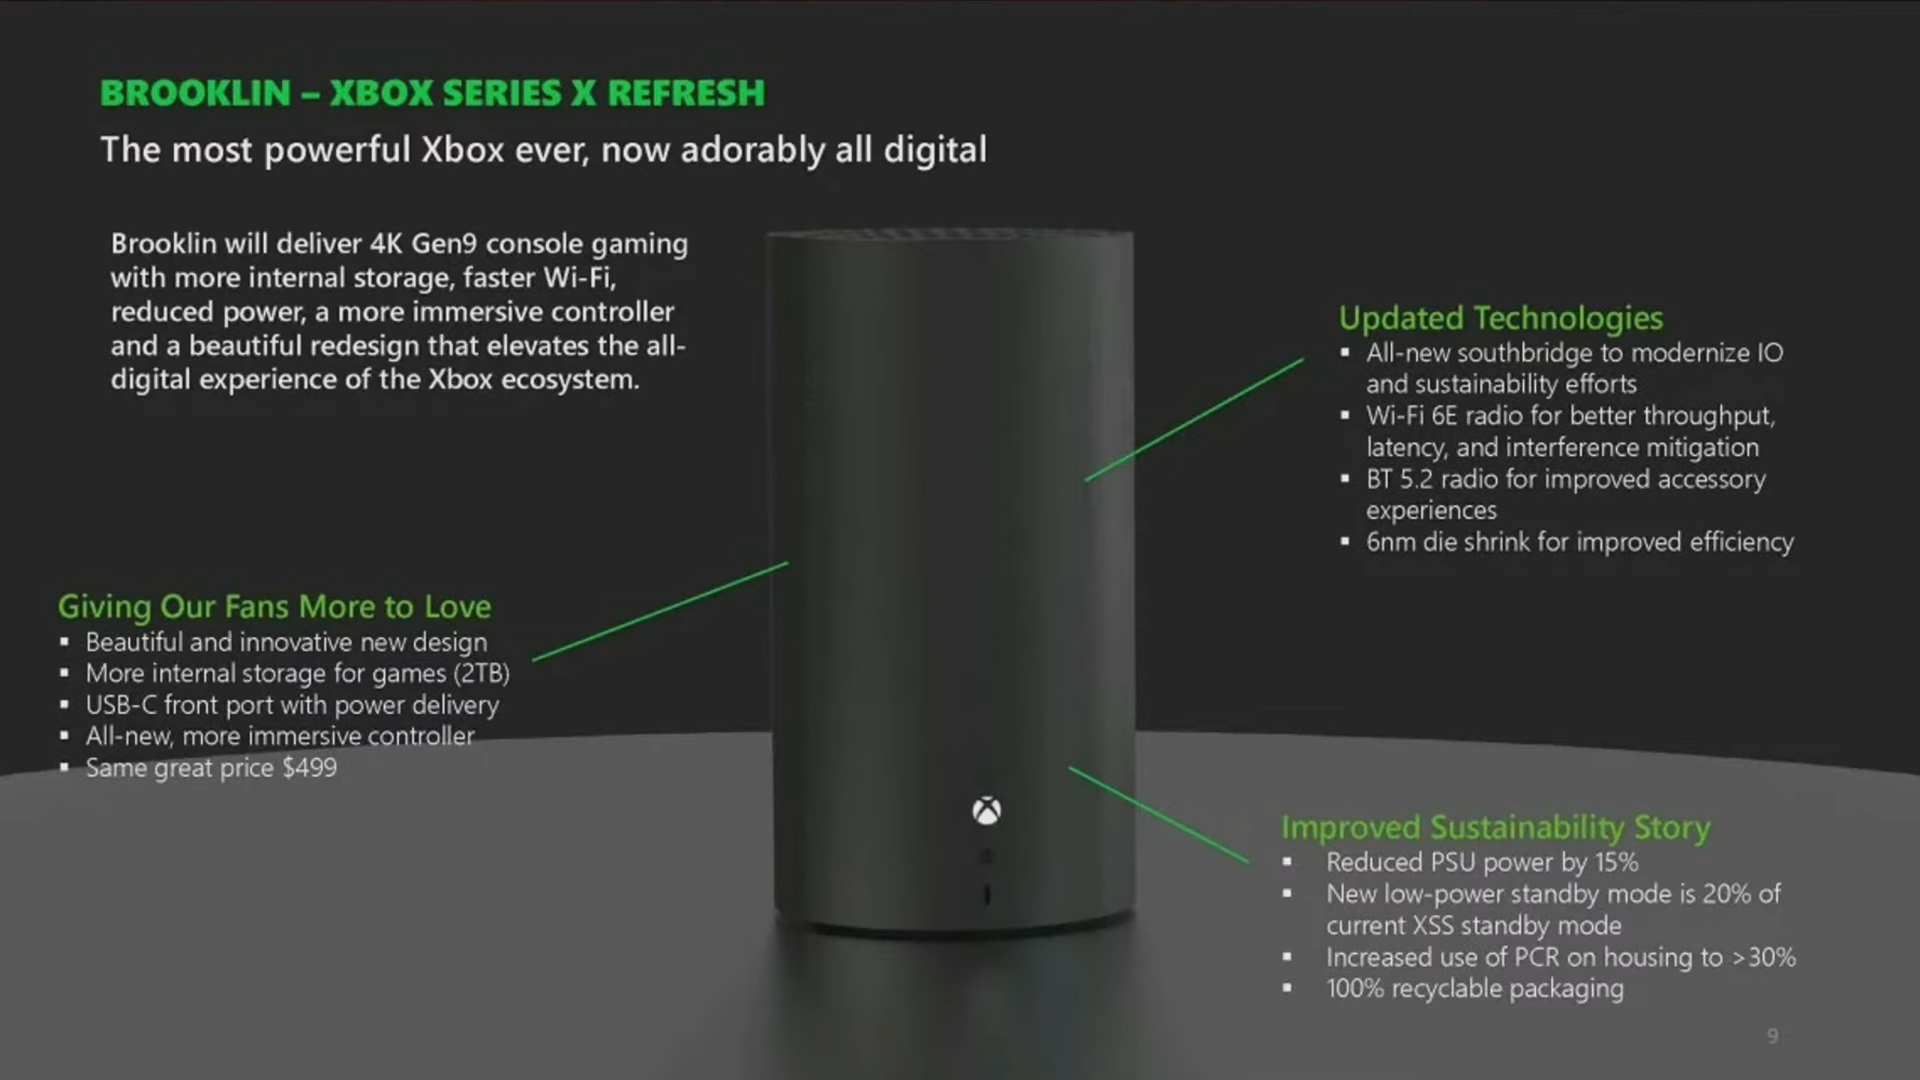 BROOKLIN – XBOX SERIES X REFRESH
The most powerful Xbox ever, now adorably all digital
Brooklin will deliver 4K Gen9 console gaming
with more internal storage, faster Wi-Fi,
reduced power, a more immersive controller
and a beautiful redesign that elevates the all-
digital experience of the Xbox ecosystem.
Updated Technologies
▪ All-new southbridge to modernize IO
and sustainability efforts
▪ Wi-Fi 6E radio for better throughput,
latency, and interference mitigation
▪ BT 5.2 radio for improved accessory
experiences
▪ 6nm die shrink for improved efficiency
Giving Our Fans More to Love
▪ Beautiful and innovative new design
▪ More internal storage for games (2TB)
▪ USB-C front port with power delivery
▪ All-new, more immersive controller
▪ Same great price $499
Improved Sustainability Story
▪ Reduced PSU power by 15%
▪ New low-power standby mode is 20% of
current XSS standby mode
▪ Increased use of PCR on housing to >30%
▪ 100% recyclable packaging
9